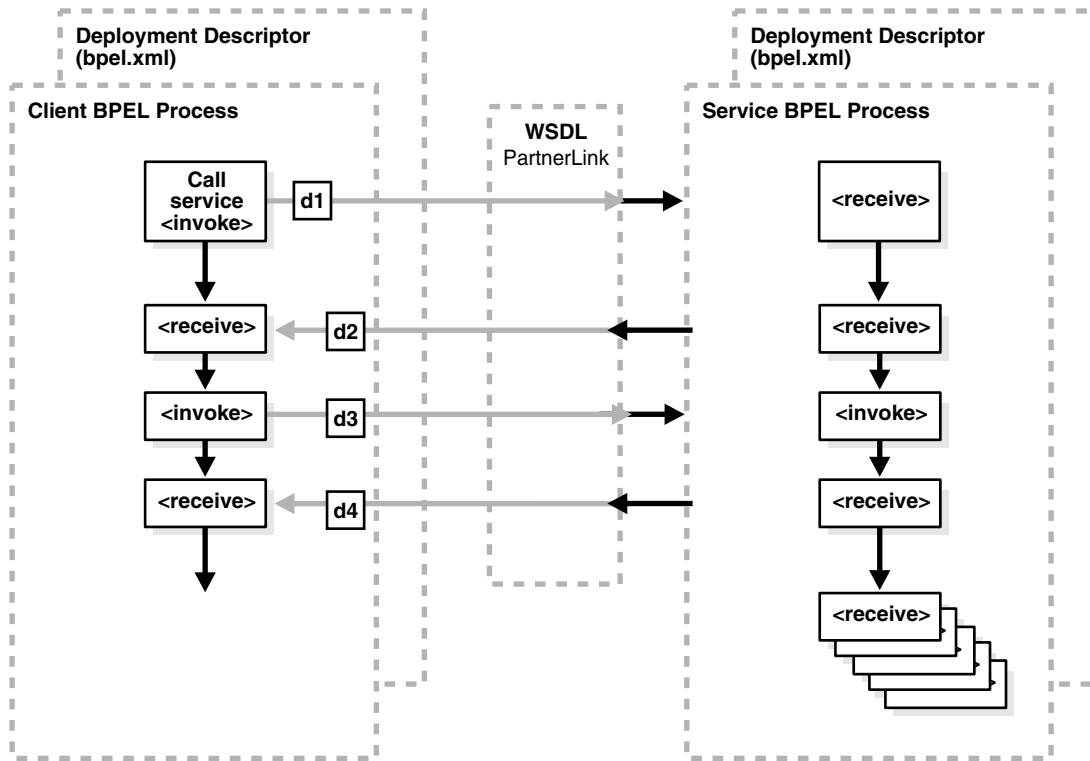 Deployment Descriptor
(bpel.xml)
Client BPEL Process
Call
service
<invoke>
d1
<receive>
d2
<invoke>
d3
<receive>
d4
WSDL
PartnerLink
Deployment Descriptor
(bpel.xml)
Service BPEL Process
<receive>
<receive>
<invoke>
<receive>
<receive>